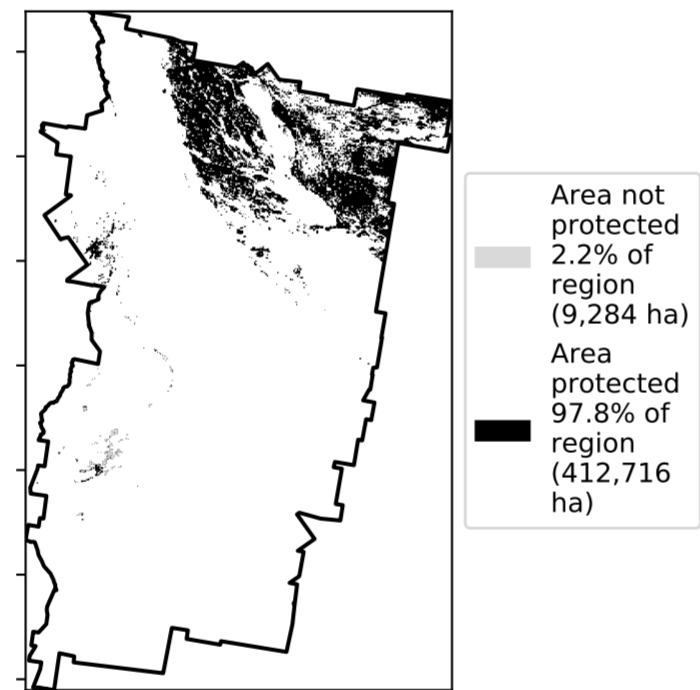 Area not
protected
2.2% of
region
(9,284 ha)
Area
protected
97.8% of
region
(412,716
ha)